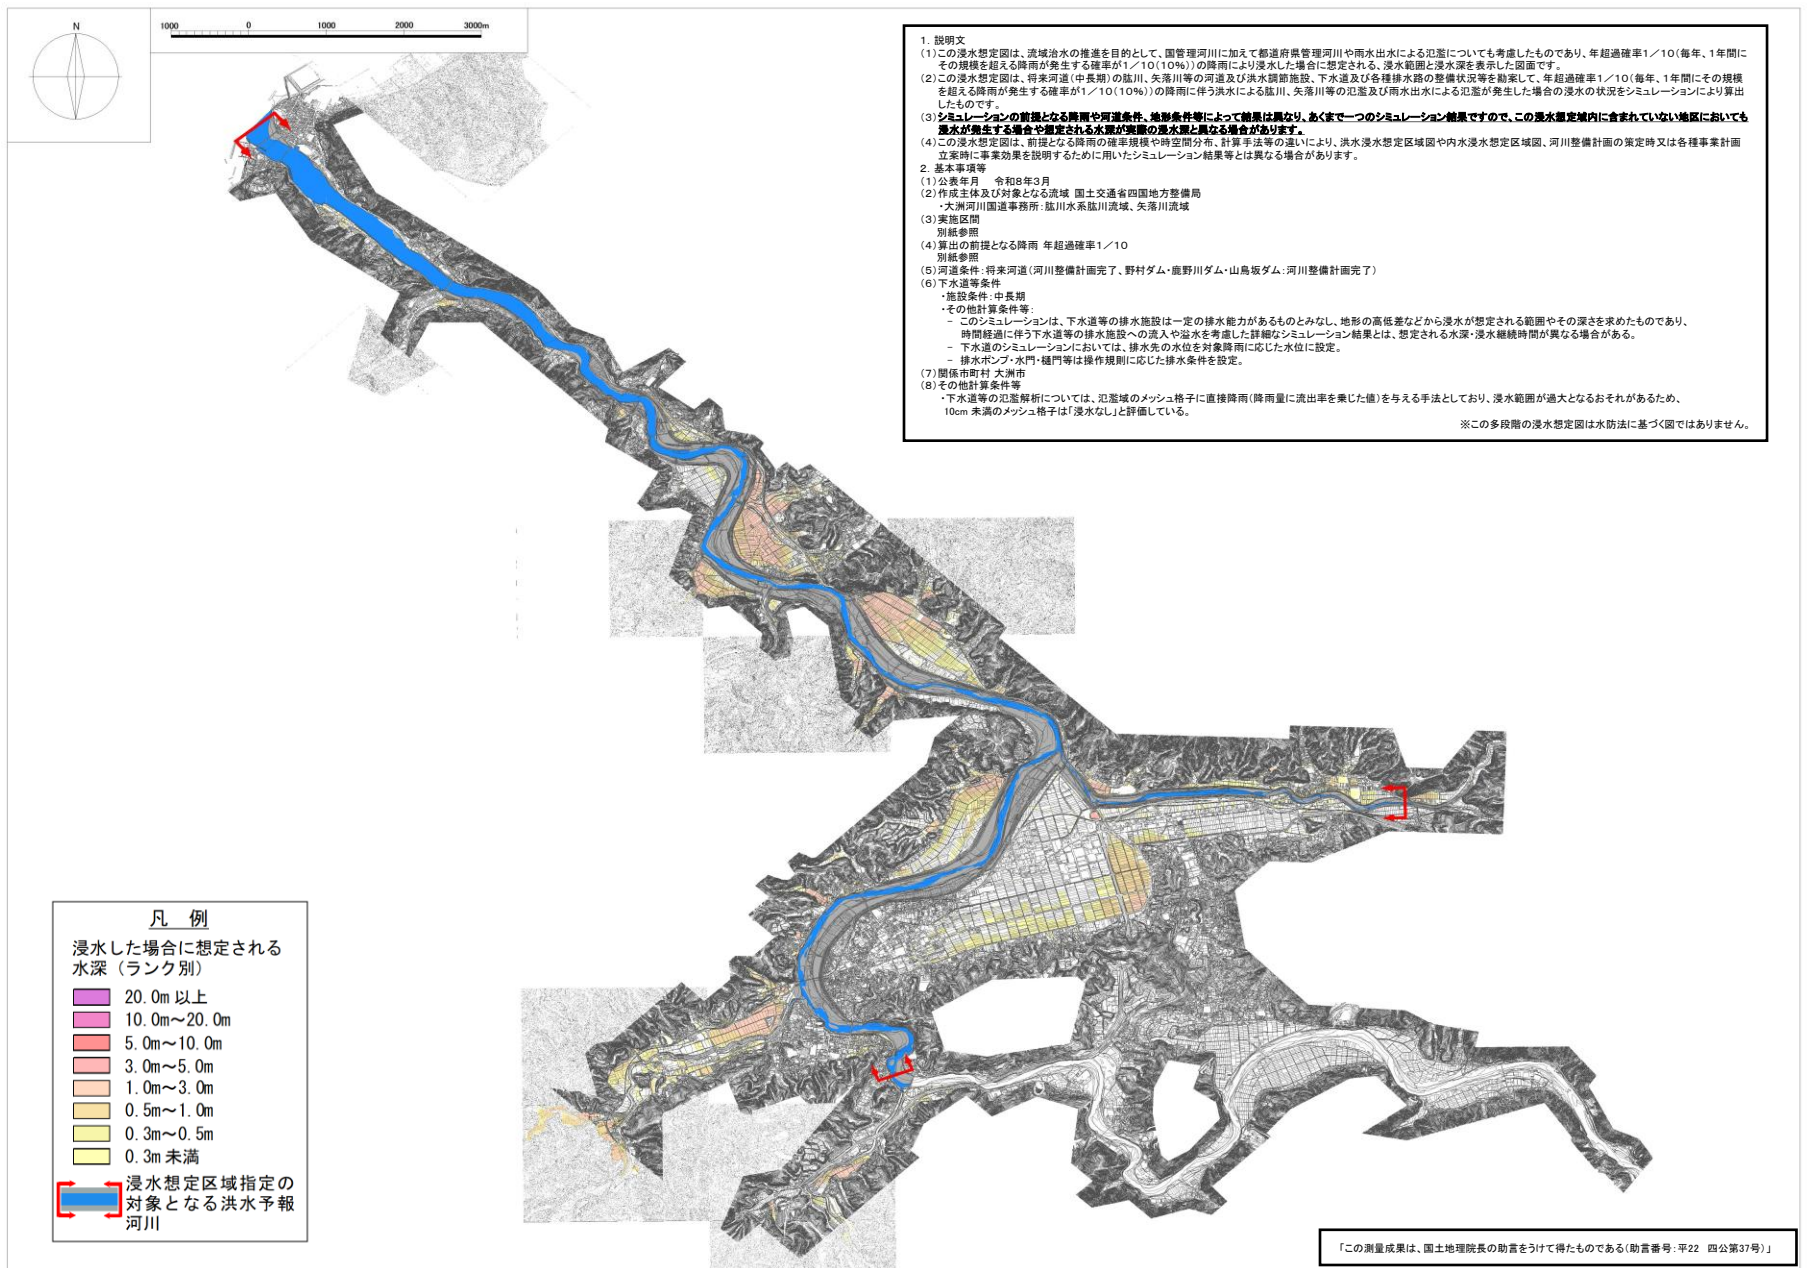 N
1000 0 1000 2000 3000m
1. 説明文
(1)この浸水想定図は、流域治水の推進を目的として、国管理河川に加えて都道府県管理河川や雨水出水による氾濫についても考慮したものであり、年超過確率1/10(毎年、1年間に
その規模を超える降雨が発生する確率が1/10(10%))の降雨により浸水した場合に想定される、浸水範囲と浸水深を表示した図面です。
(2)この浸水想定図は、将来河道(中長期)の肱川、矢落川等の河道及び洪水調節施設、下水道及び各種排水路の整備状況等を勘案して、年超過確率1/10(毎年、1年間にその規模
を超える降雨が発生する確率が1/10(10%))の降雨に伴う洪水による肱川、矢落川等の氾濫及び雨水出水による氾濫が発生した場合の浸水の状況をシミュレーションにより算出
したものです。
(3)シミュレーションの前提となる降雨や河道条件、地形条件等によって結果は異なり、あくまで一つのシミュレーション結果ですので、この浸水想定域内に含まれていない地区においても
浸水が発生する場合や想定される水深が実際の浸水深と異なる場合があります。
(4)この浸水想定図は、前提となる降雨の確率規模や時空間分布、計算手法等の違いにより、洪水浸水想定区域図や内水浸水想定区域図、河川整備計画の策定時又は各種事業計画
立案時に事業効果を説明するために用いたシミュレーション結果等とは異なる場合があります。
2. 基本事項等
(1)公表年月 令和8年3月
(2)作成主体及び対象となる流域 国土交通省四国地方整備局
・大洲河川国道事務所:肱川水系肱川流域、矢落川流域
(3)実施区間
別紙参照
(4)算出の前提となる降雨 年超過確率1/10
別紙参照
(5)河道条件:将来河道(河川整備計画完了、野村ダム・鹿野川ダム・山鳥坂ダム:河川整備計画完了)
(6)下水道等条件
・施設条件:中長期
・その他計算条件等:
- このシミュレーションは、下水道等の排水施設は一定の排水能力があるものとみなし、地形の高低差などから浸水が想定される範囲やその深さを求めたものであり、
時間経過に伴う下水道等の排水施設への流入や溢水を考慮した詳細なシミュレーション結果とは、想定される水深・浸水継続時間が異なる場合がある。
- 下水道のシミュレーションにおいては、排水先の水位を対象降雨に応じた水位に設定。
- 排水ポンプ・水門・樋門等は操作規則に応じた排水条件を設定。
(7)関係市町村 大洲市
(8)その他計算条件等
・下水道等の氾濫解析については、氾濫域のメッシュ格子に直接降雨(降雨量に流出率を乗じた値)を与える手法としており、浸水範囲が過大となるおそれがあるため、
10cm 未満のメッシュ格子は「浸水なし」と評価している。
※この多段階の浸水想定図は水防法に基づく図ではありません。
凡 例
浸水した場合に想定される
水深(ランク別)
20.0m 以上
10.0m～20.0m
5.0m～10.0m
3.0m～5.0m
1.0m～3.0m
0.5m～1.0m
0.3m～0.5m
0.3m 未満
浸水想定区域指定の
対象となる洪水予報
河川
「この測量成果は、国土地理院長の助言をうけて得たものである(助言番号:平22 四公第37号)」